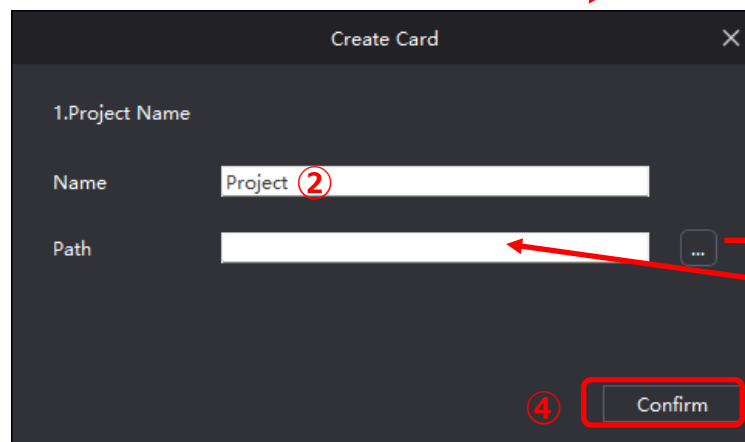 Create Card
1.Project Name
Name Project ②
Path ...
④ Confirm